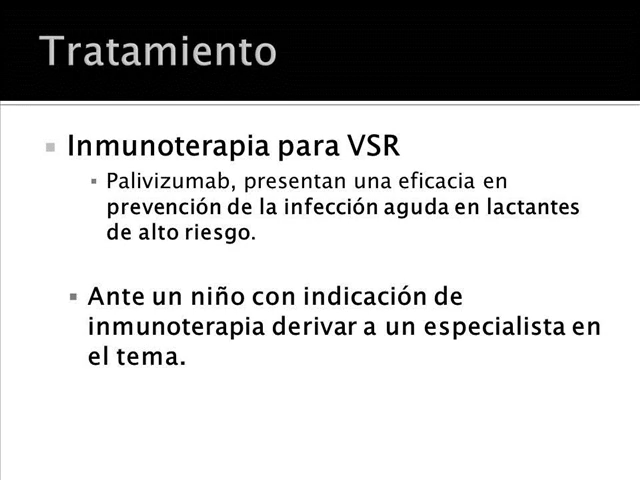 Tratamiento
Inmunoterapia para VSR
Palivizumab, presentan una eficacia en
prevención de la infección aguda en lactantes
de alto riesgo.
Ante un niño con indicación de
inmunoterapia derivar a un especialista en
el tema.